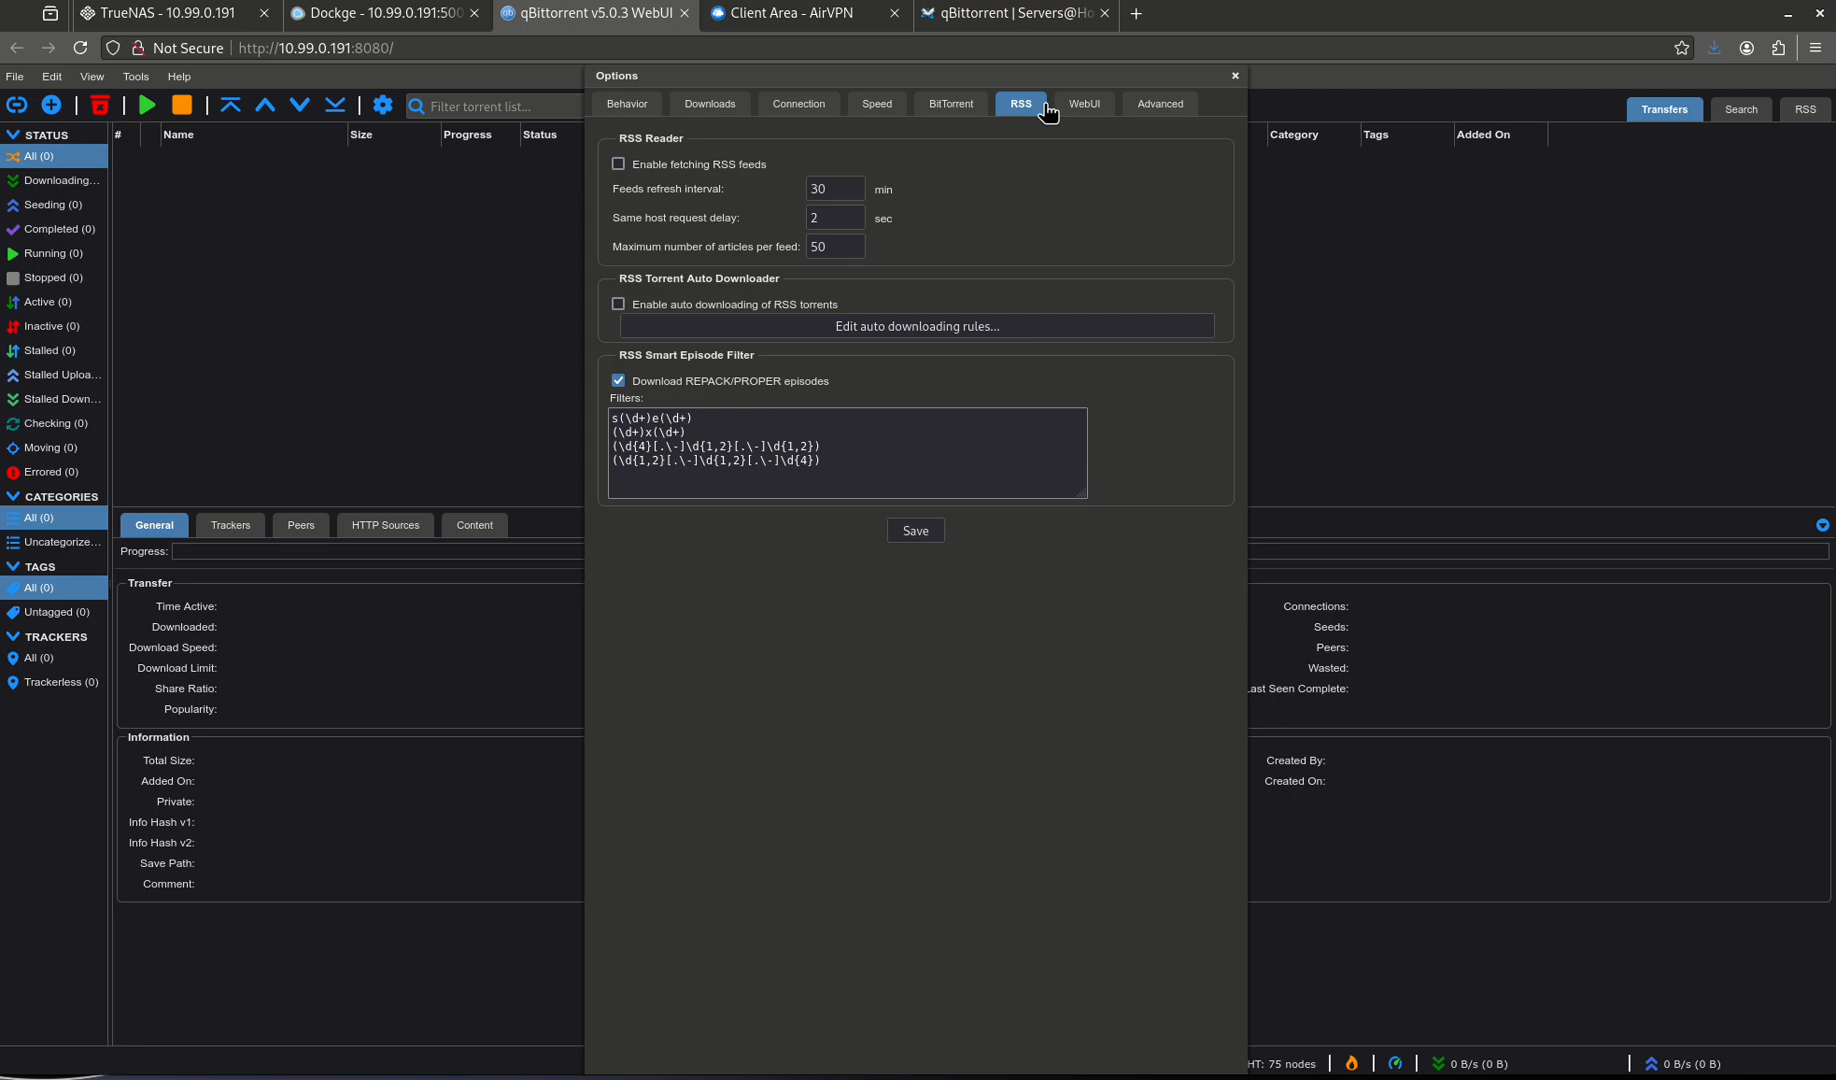 TrueNAS - 10.99.0.191
Dockge - 10.99.0.191:500
qBittorrent v5.0.3 WebUI
Client Area - AirVPN
qBittorrent | Servers@Ho
Not Secure
http://10.99.0.191:8080/
File Edit View Tools Help
Filter torrent list...
Transfers Search RSS
STATUS
All (0)
Downloading...
Seeding (0)
Completed (0)
Running (0)
Stopped (0)
Active (0)
Inactive (0)
Stalled (0)
Stalled Uploa...
Stalled Down...
Checking (0)
Moving (0)
Errored (0)
CATEGORIES
All (0)
Uncategorize...
TAGS
All (0)
Untagged (0)
TRACKERS
All (0)
Trackerless (0)
# Name Size Progress Status
Category Tags Added On
Options
Behavior Downloads Connection Speed BitTorrent RSS WebUI Advanced
RSS Reader
Enable fetching RSS feeds
Feeds refresh interval: 30 min
Same host request delay: 2 sec
Maximum number of articles per feed: 50
RSS Torrent Auto Downloader
Enable auto downloading of RSS torrents
Edit auto downloading rules...
RSS Smart Episode Filter
Download REPACK/PROPER episodes
Filters:
s(\d+)e(\d+)
(\d+)x(\d+)
(\d{4}[.\-]\d{1,2}[.\-]\d{1,2})
(\d{1,2}[.\-]\d{1,2}[.\-]\d{4})
Save
General Trackers Peers HTTP Sources Content
Progress:
Transfer
Time Active:
Downloaded:
Download Speed:
Download Limit:
Share Ratio:
Popularity:
Connections:
Seeds:
Peers:
Wasted:
Last Seen Complete:
Information
Total Size:
Added On:
Private:
Info Hash v1:
Info Hash v2:
Save Path:
Comment:
Created By:
Created On:
HT: 75 nodes
0 B/s (0 B)
0 B/s (0 B)